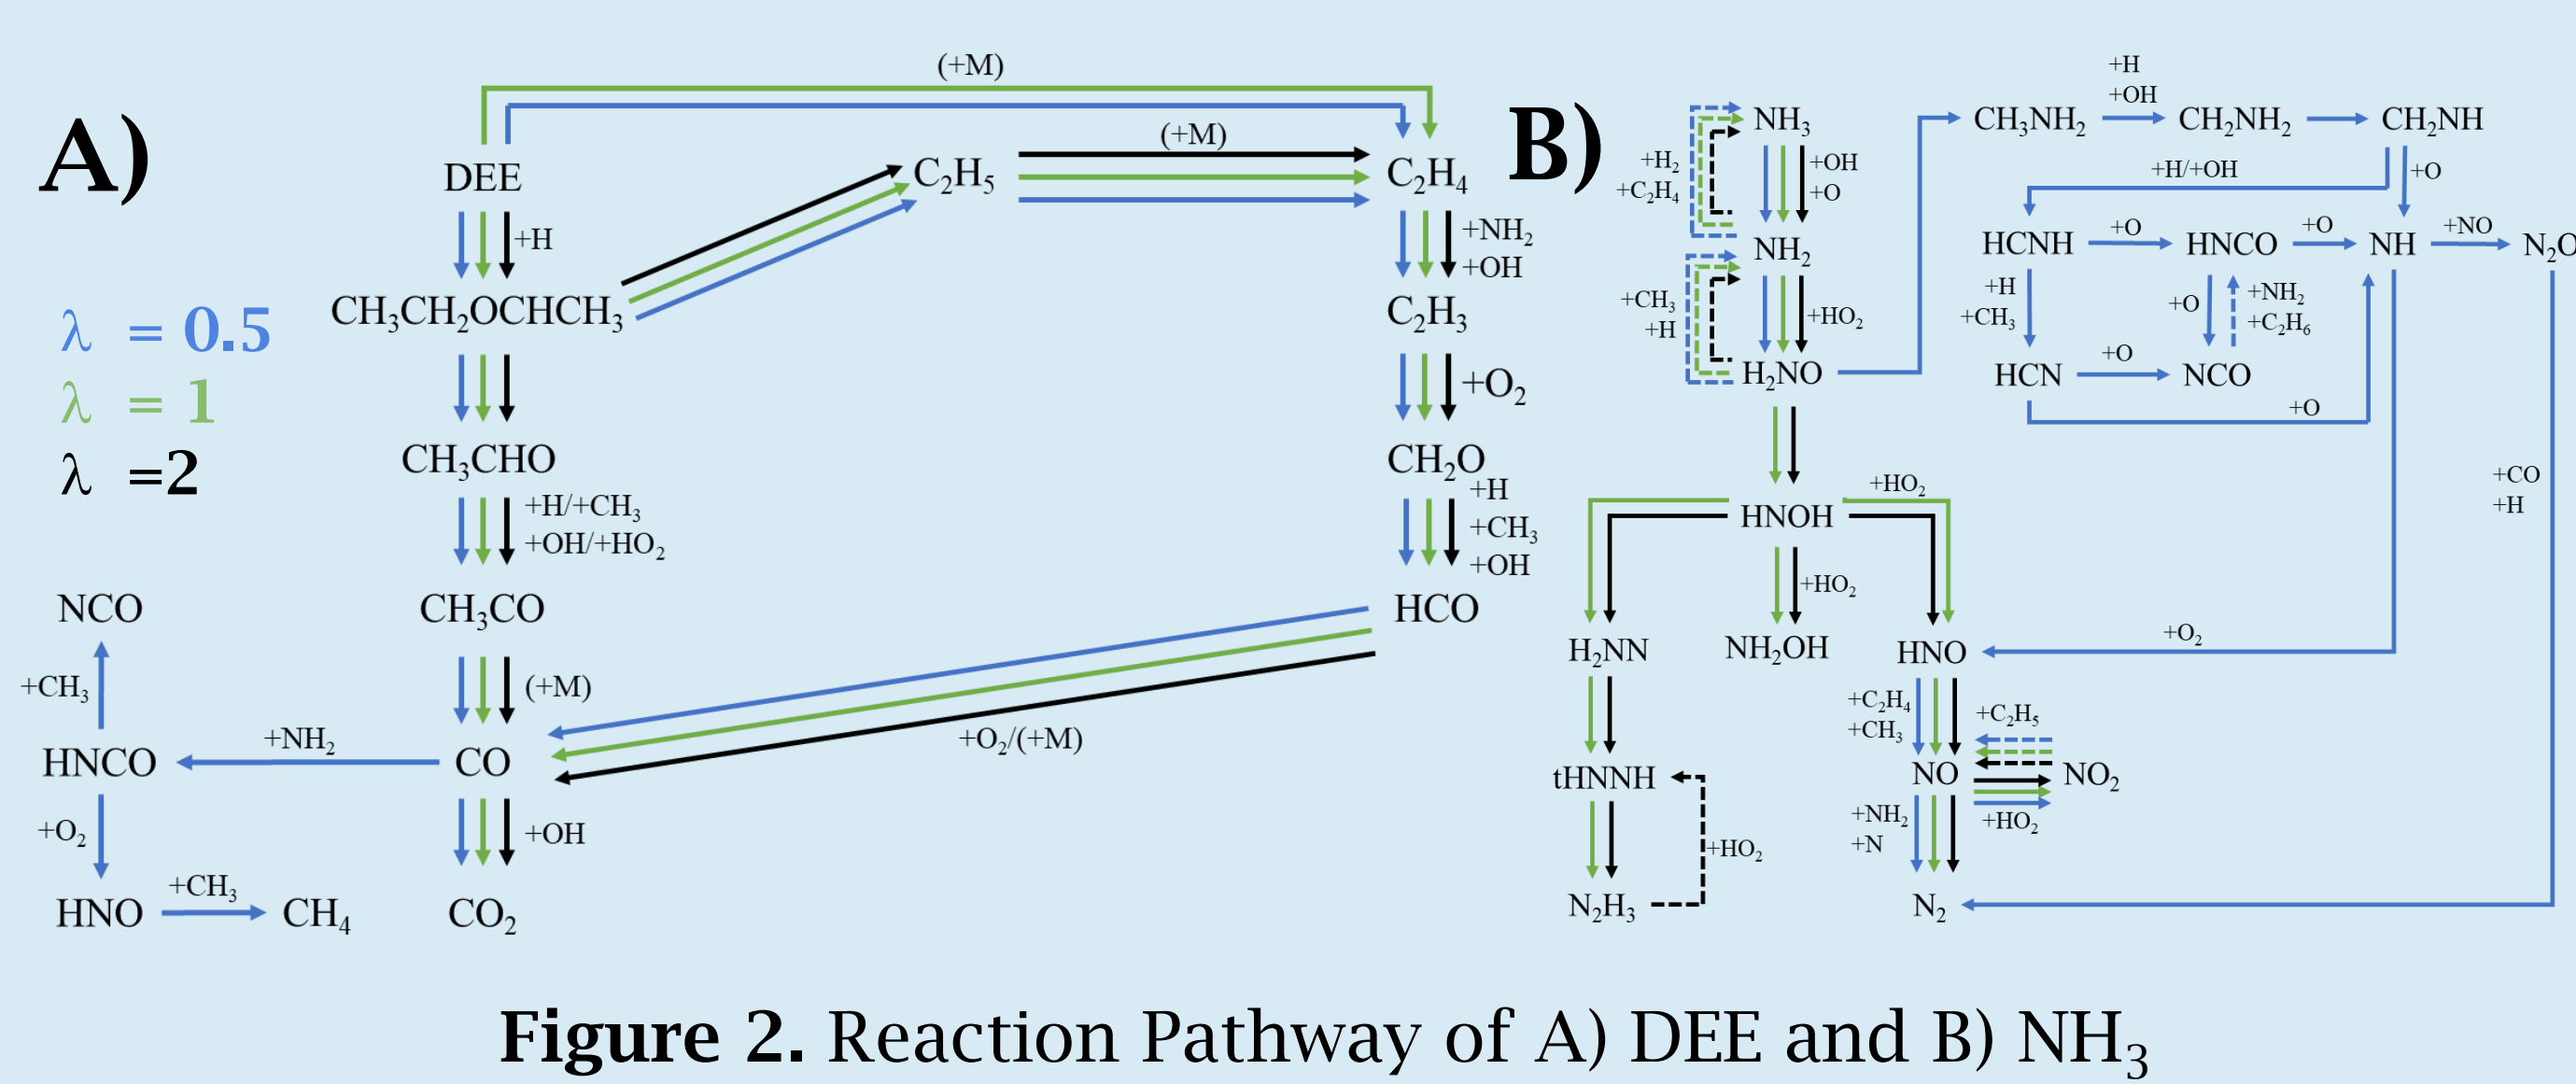 A)
λ = 0.5
λ = 1
λ =2
(+M)
DEE
C₂H₅
(+M)
C₂H₄
+H
+NH₂
+OH
CH₃CH₂OCHCH₃
C₂H₃
+O₂
CH₃CHO
CH₂O
+H/+CH₃
+OH/+HO₂
+H
+CH₃
+OH
NCO
CH₃CO
HCO
+CH₃
(+M)
HNCO
+NH₂
CO
+O₂/(+M)
+O₂
+OH
HNO
+CH₃
CH₄
CO₂
B)
NH₃
+H₂
+C₂H₄
+OH
+O
NH₂
+CH₃
+H
+HO₂
H₂NO
CH₃NH₂
+H
+OH
CH₂NH₂
CH₂NH
+H/+OH
+O
HCNH
+O
HNCO
+O
NH
+NO
N₂O
+H
+CH₃
+O
+NH₂
+C₂H₆
HCN
+O
NCO
+O
+CO
+H
HNOH
+HO₂
+HO₂
H₂NN
NH₂OH
HNO
+O₂
+C₂H₄
+CH₃
+C₂H₅
tHNNH
NO
NO₂
+HO₂
+NH₂
+N
+HO₂
N₂H₃
N₂
Figure 2. Reaction Pathway of A) DEE and B) NH₃